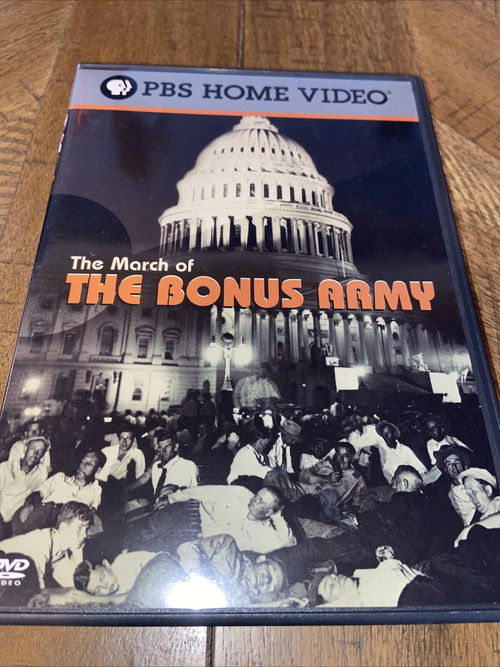 PBS HOME VIDEO®
The March of
THE BONUS ARMY
DVD
VIDEO